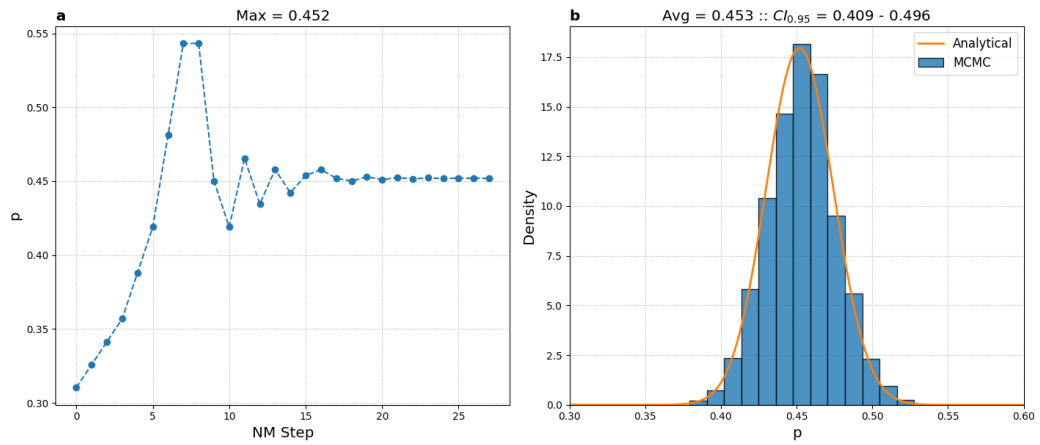 a
Max = 0.452
0.55
0.50
0.45
0.40
0.35
0.30
p
0
5
10
15
20
25
NM Step
b
Avg = 0.453 :: CI0.95 = 0.409 - 0.496
Analytical
MCMC
17.5
15.0
12.5
10.0
7.5
5.0
2.5
0.0
Density
0.30
0.35
0.40
0.45
0.50
0.55
0.60
p